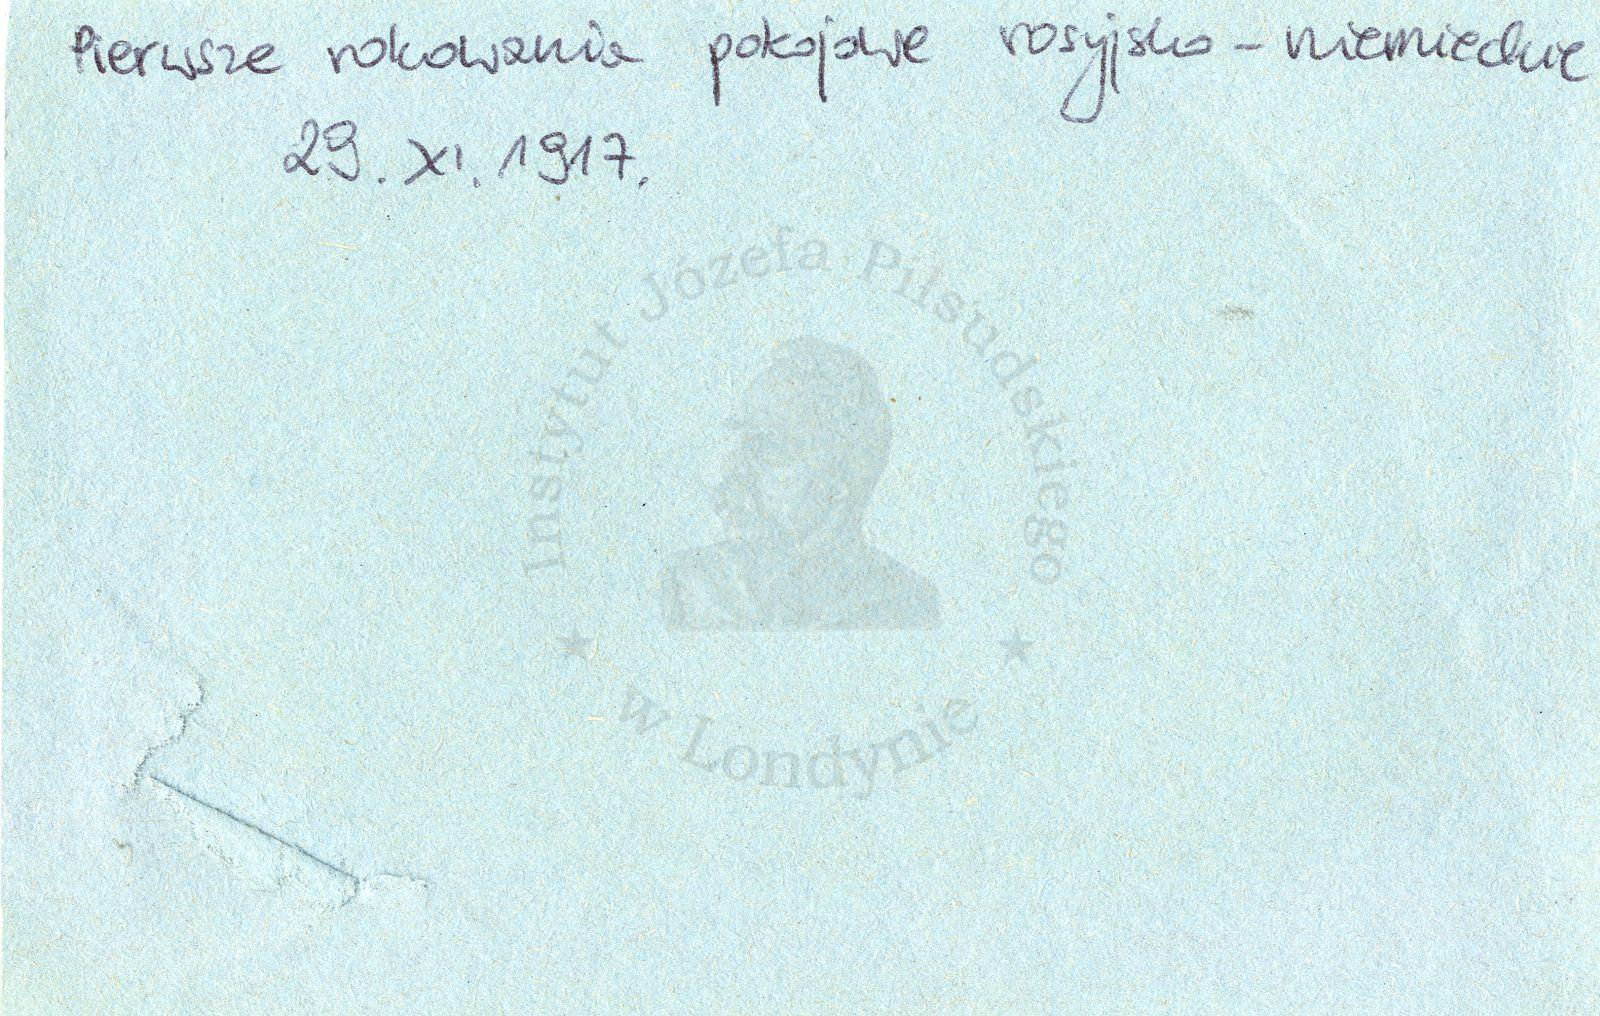 Pierwsze rokowania pokojowe rosyjsko - niemieckie
29. XI. 1917.
Instytut Józefa Piłsudskiego
w Londynie